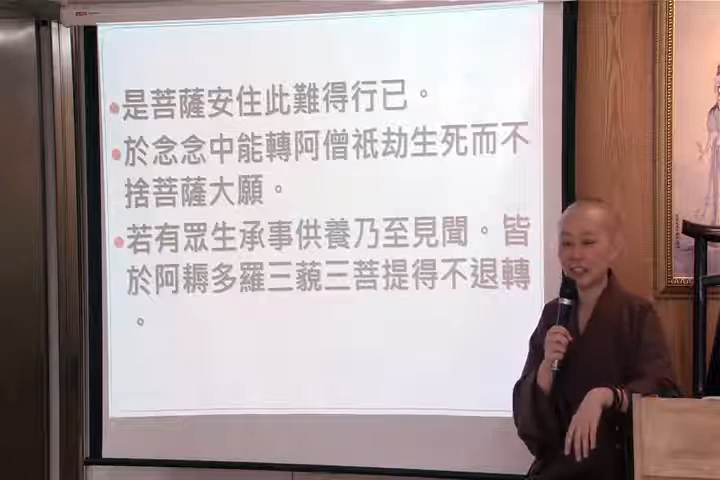 是菩薩安住此難得行已。
於念念中能轉阿僧祇劫生死而不
捨菩薩大願。
若有眾生承事供養乃至見聞。皆
於阿耨多羅三藐三菩提得不退轉
。